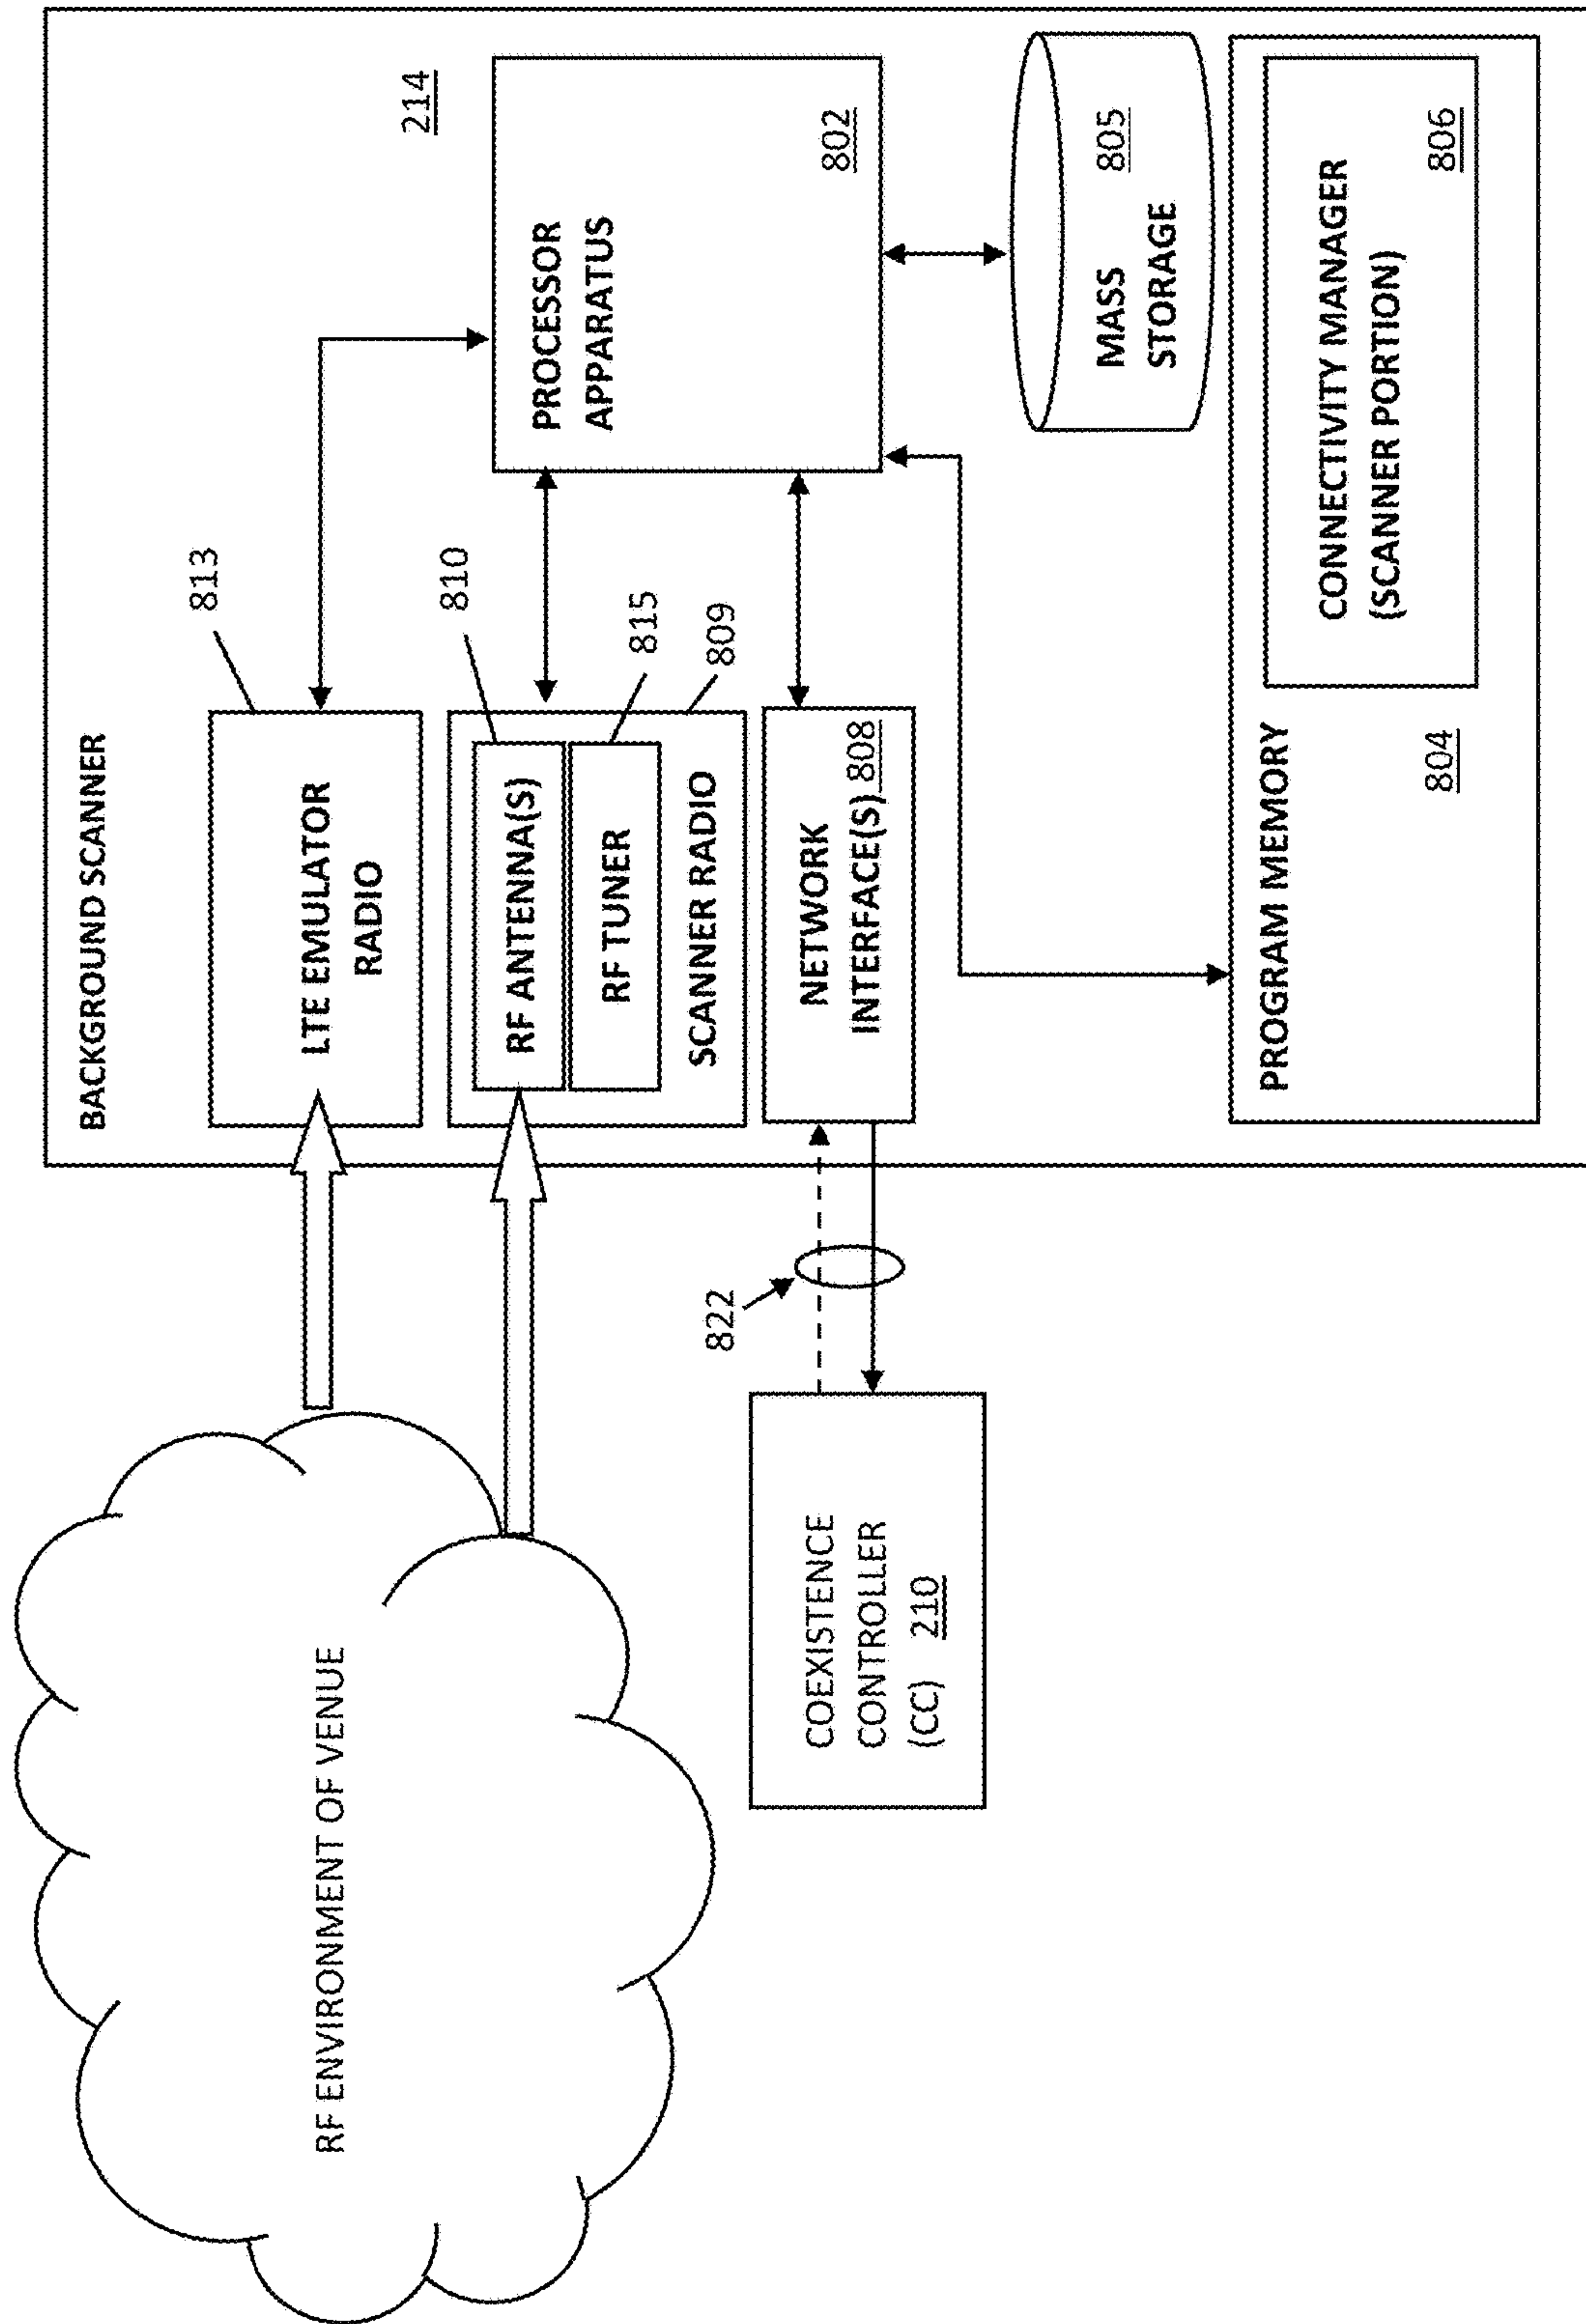 BACKGROUND SCANNER
214
813
LTE EMULATOR
RADIO
810
RF ANTENNA(S)
815
RF TUNER
809
SCANNER RADIO
PROCESSOR
APPARATUS
802
RF ENVIRONMENT OF VENUE
822
NETWORK
INTERFACE(S) 808
COEXISTENCE
CONTROLLER
(CC) 210
805
MASS
STORAGE
PROGRAM MEMORY
804
CONNECTIVITY MANAGER
(SCANNER PORTION)
806